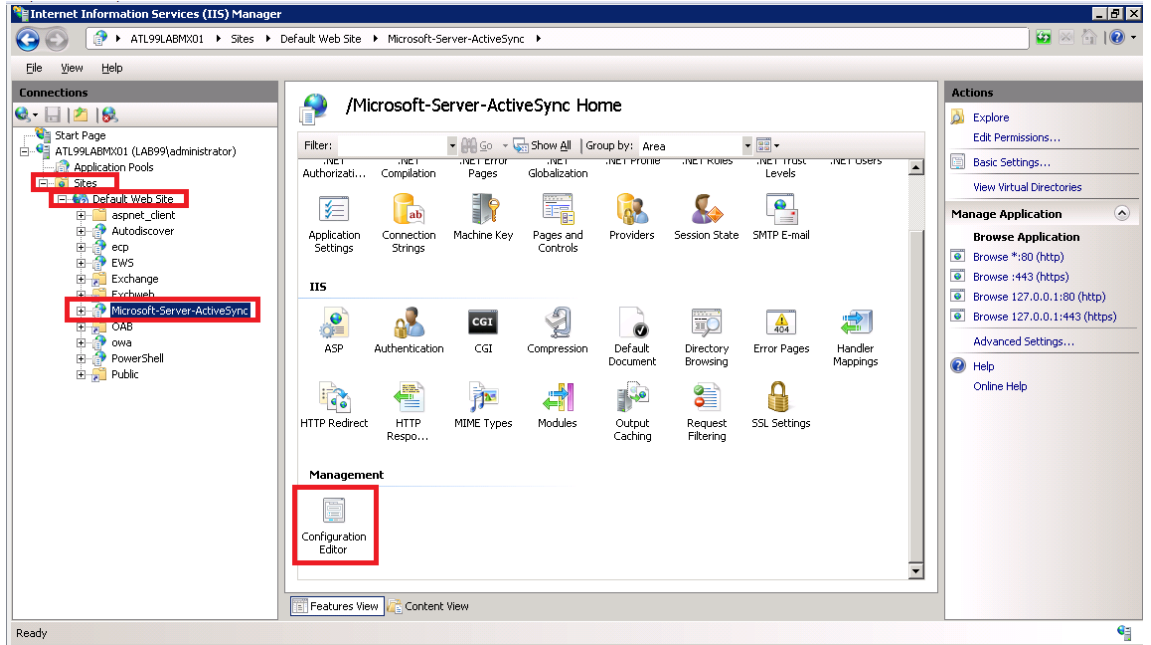 Internet Information Services (IIS) Manager
ATL99LABMX01 Sites Default Web Site Microsoft-Server-ActiveSync
File View Help
Connections
Start Page
ATL99LABMX01 (LAB99\administrator)
Application Pools
Sites
Default Web Site
aspnet_client
Autodiscover
ecp
EWS
Exchange
Exchweb
Microsoft-Server-ActiveSync
OAB
owa
PowerShell
Public
/Microsoft-Server-ActiveSync Home
Filter: Go Show All Group by: Area
.NET .NET .NET Error .NET .NET Profile .NET Roles .NET Trust .NET Users
Authorizati... Compilation Pages Globalization Levels
Application Connection Machine Key Pages and Providers Session State SMTP E-mail
Settings Strings Controls
ab
IIS
CGI
404
ASP Authentication CGI Compression Default Directory Error Pages Handler
Document Browsing Mappings
HTTP Redirect HTTP MIME Types Modules Output Request SSL Settings
Respo... Caching Filtering
Management
Configuration
Editor
Features View Content View
Actions
Explore
Edit Permissions...
Basic Settings...
View Virtual Directories
Manage Application
Browse Application
Browse *:80 (http)
Browse :443 (https)
Browse 127.0.0.1:80 (http)
Browse 127.0.0.1:443 (https)
Advanced Settings...
Help
Online Help
Ready